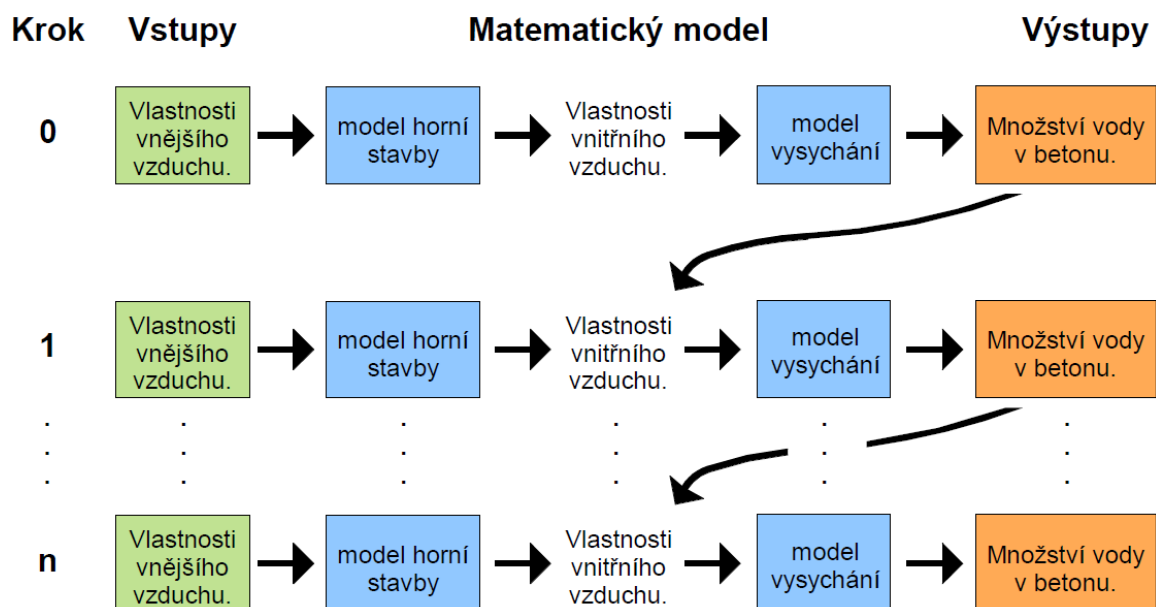 Krok Vstupy Matematický model Výstupy
0
Vlastnosti
vnějšího
vzduchu.
model horní
stavby
Vlastnosti
vnitřního
vzduchu.
model
vysychání
Množství vody
v betonu.
1
Vlastnosti
vnějšího
vzduchu.
model horní
stavby
Vlastnosti
vnitřního
vzduchu.
model
vysychání
Množství vody
v betonu.
. . . . . .
. . . . . .
. . . . . .
n
Vlastnosti
vnějšího
vzduchu.
model horní
stavby
Vlastnosti
vnitřního
vzduchu.
model
vysychání
Množství vody
v betonu.